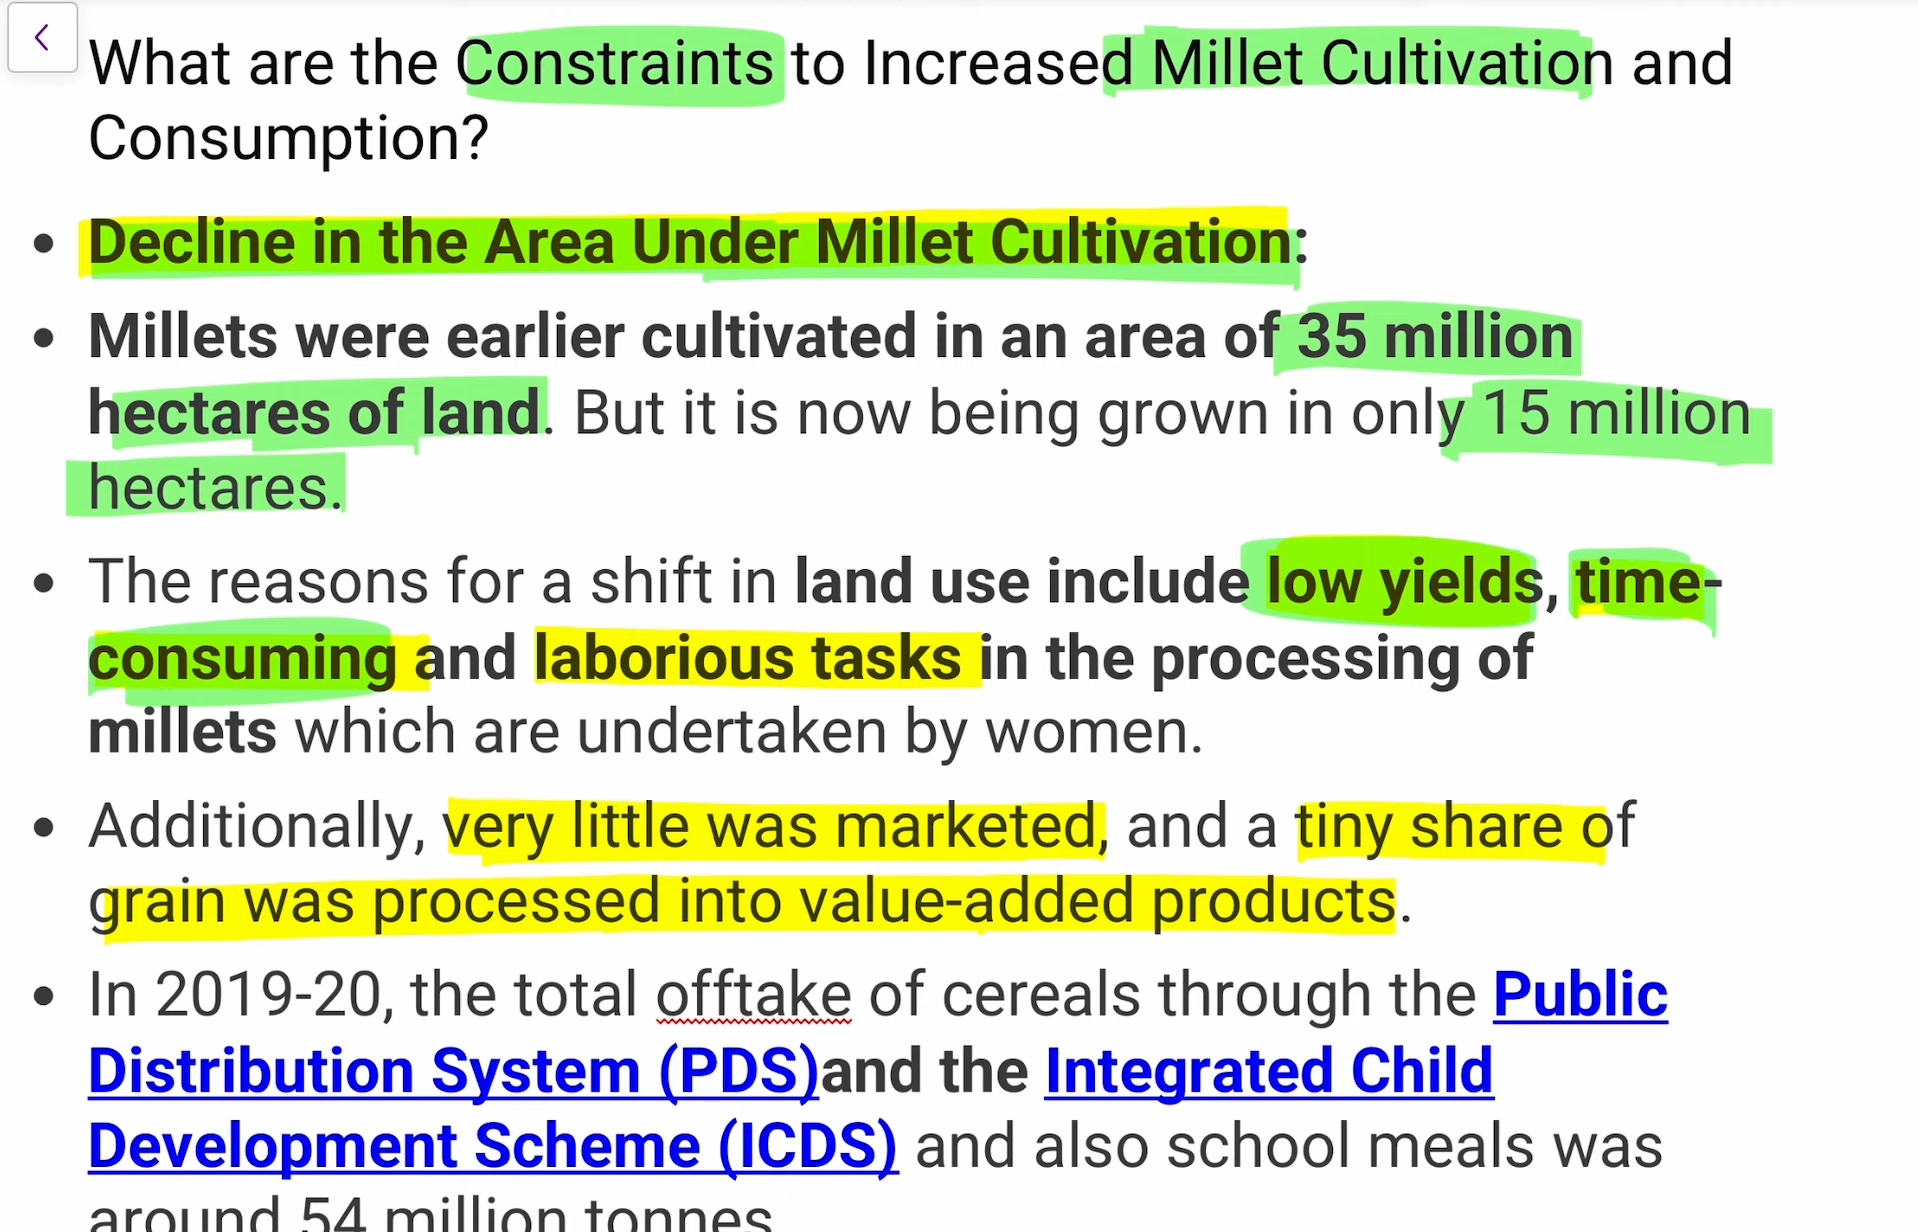 What are the Constraints to Increased Millet Cultivation and
Consumption?
• Decline in the Area Under Millet Cultivation:
• Millets were earlier cultivated in an area of 35 million
hectares of land. But it is now being grown in only 15 million
hectares.
• The reasons for a shift in land use include low yields, time-
consuming and laborious tasks in the processing of
millets which are undertaken by women.
• Additionally, very little was marketed, and a tiny share of
grain was processed into value-added products.
• In 2019-20, the total offtake of cereals through the Public
Distribution System (PDS)and the Integrated Child
Development Scheme (ICDS) and also school meals was
around 54 million tonnes